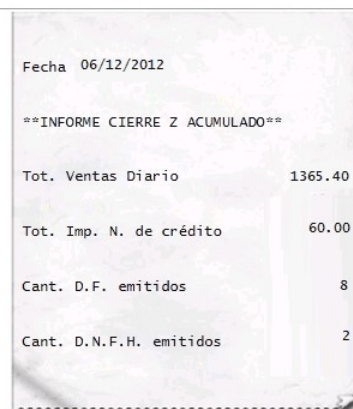 Fecha 06/12/2012
**INFORME CIERRE Z ACUMULADO**
Tot. Ventas Diario 1365.40
Tot. Imp. N. de crédito 60.00
Cant. D.F. emitidos 8
Cant. D.N.F.H. emitidos 2